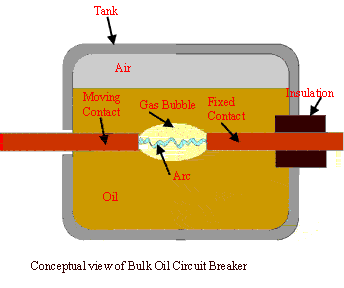 Tank
Air
Moving
Contact
Gas Bubble
Fixed
Contact
Insulation
Arc
Oil
Conceptual view of Bulk Oil Circuit Breaker